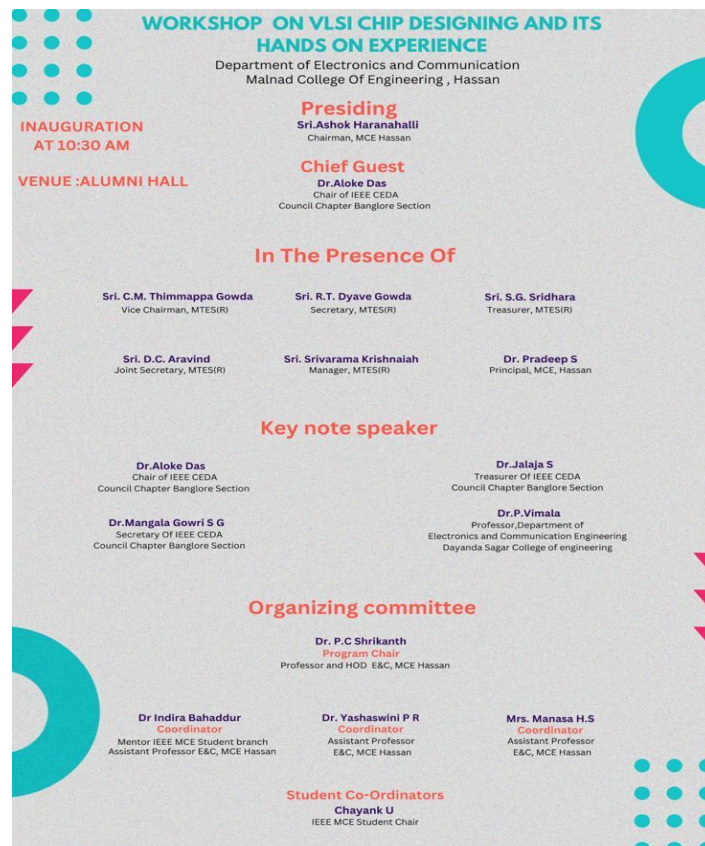 WORKSHOP ON VLSI CHIP DESIGNING AND ITS
HANDS ON EXPERIENCE
Department of Electronics and Communication
Malnad College Of Engineering , Hassan
INAUGURATION
AT 10:30 AM
VENUE :ALUMNI HALL
Presiding
Sri.Ashok Haranahalli
Chairman, MCE Hassan
Chief Guest
Dr.Aloke Das
Chair of IEEE CEDA
Council Chapter Banglore Section
In The Presence Of
Sri. C.M. Thimmappa Gowda
Vice Chairman, MTES(R)
Sri. R.T. Dyave Gowda
Secretary, MTES(R)
Sri. S.G. Sridhara
Treasurer, MTES(R)
Sri. D.C. Aravind
Joint Secretary, MTES(R)
Sri. Srivarama Krishnaiah
Manager, MTES(R)
Dr. Pradeep S
Principal, MCE, Hassan
Key note speaker
Dr.Aloke Das
Chair of IEEE CEDA
Council Chapter Banglore Section
Dr.Jalaja S
Treasurer Of IEEE CEDA
Council Chapter Banglore Section
Dr.Mangala Gowri S G
Secretary Of IEEE CEDA
Council Chapter Banglore Section
Dr.P.Vimala
Professor,Department of
Electronics and Communication Engineering
Dayanda Sagar College of engineering
Organizing committee
Dr. P.C Shrikanth
Program Chair
Professor and HOD E&C, MCE Hassan
Dr Indira Bahaddur
Coordinator
Mentor IEEE MCE Student branch
Assistant Professor E&C, MCE Hassan
Dr. Yashaswini P R
Coordinator
Assistant Professor
E&C, MCE Hassan
Mrs. Manasa H.S
Coordinator
Assistant Professor
E&C, MCE Hassan
Student Co-Ordinators
Chayank U
IEEE MCE Student Chair